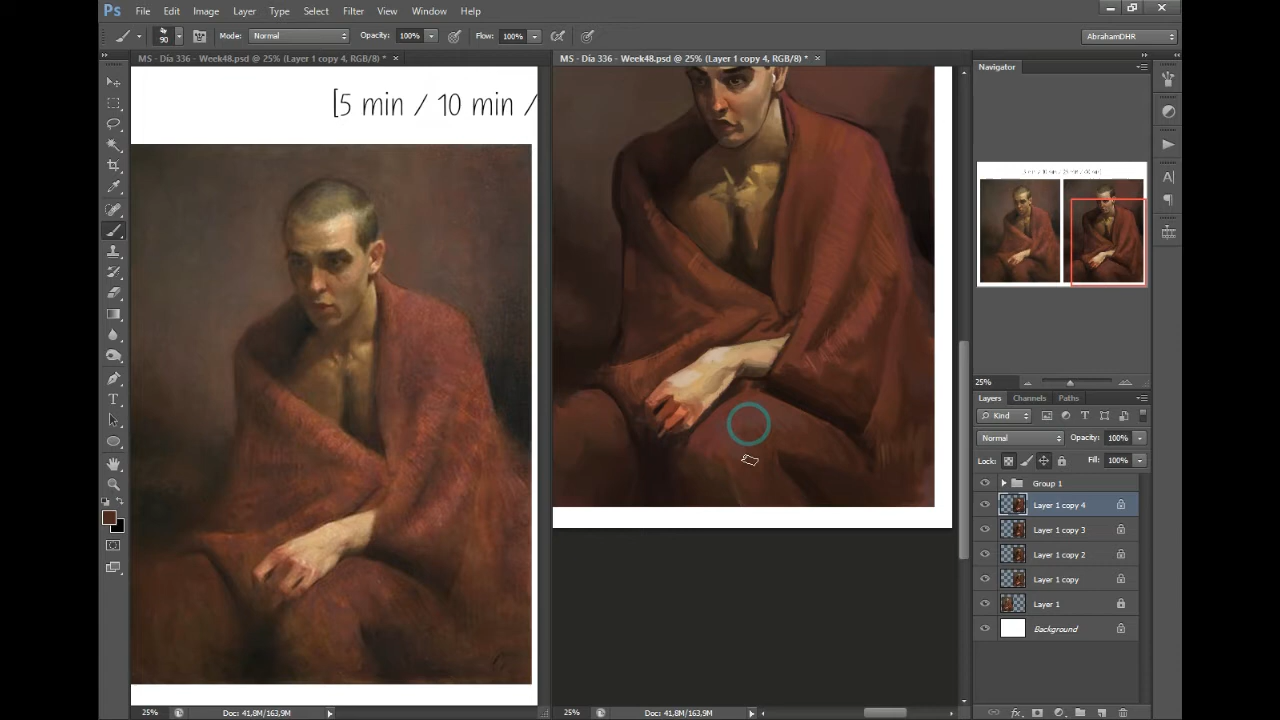 Ps File Edit Image Layer Type Select Filter View Window Help
90 Mode: Normal Opacity: 100% Flow: 100% AbrahamDHR
MS - Día 336 - Week48.psd @ 25% (Layer 1 copy 4, RGB/8) * ×
MS - Día 336 - Week48.psd @ 25% (Layer 1 copy 4, RGB/8) * ×
Navigator
[5 min / 10 min /
25%
Layers Channels Paths
Kind
Normal Opacity: 100%
Lock: Fill: 100%
Group 1
Layer 1 copy 4
Layer 1 copy 3
Layer 1 copy 2
Layer 1 copy
Layer 1
Background
25% Doc: 41,8M/163,9M
25% Doc: 41,8M/163,9M